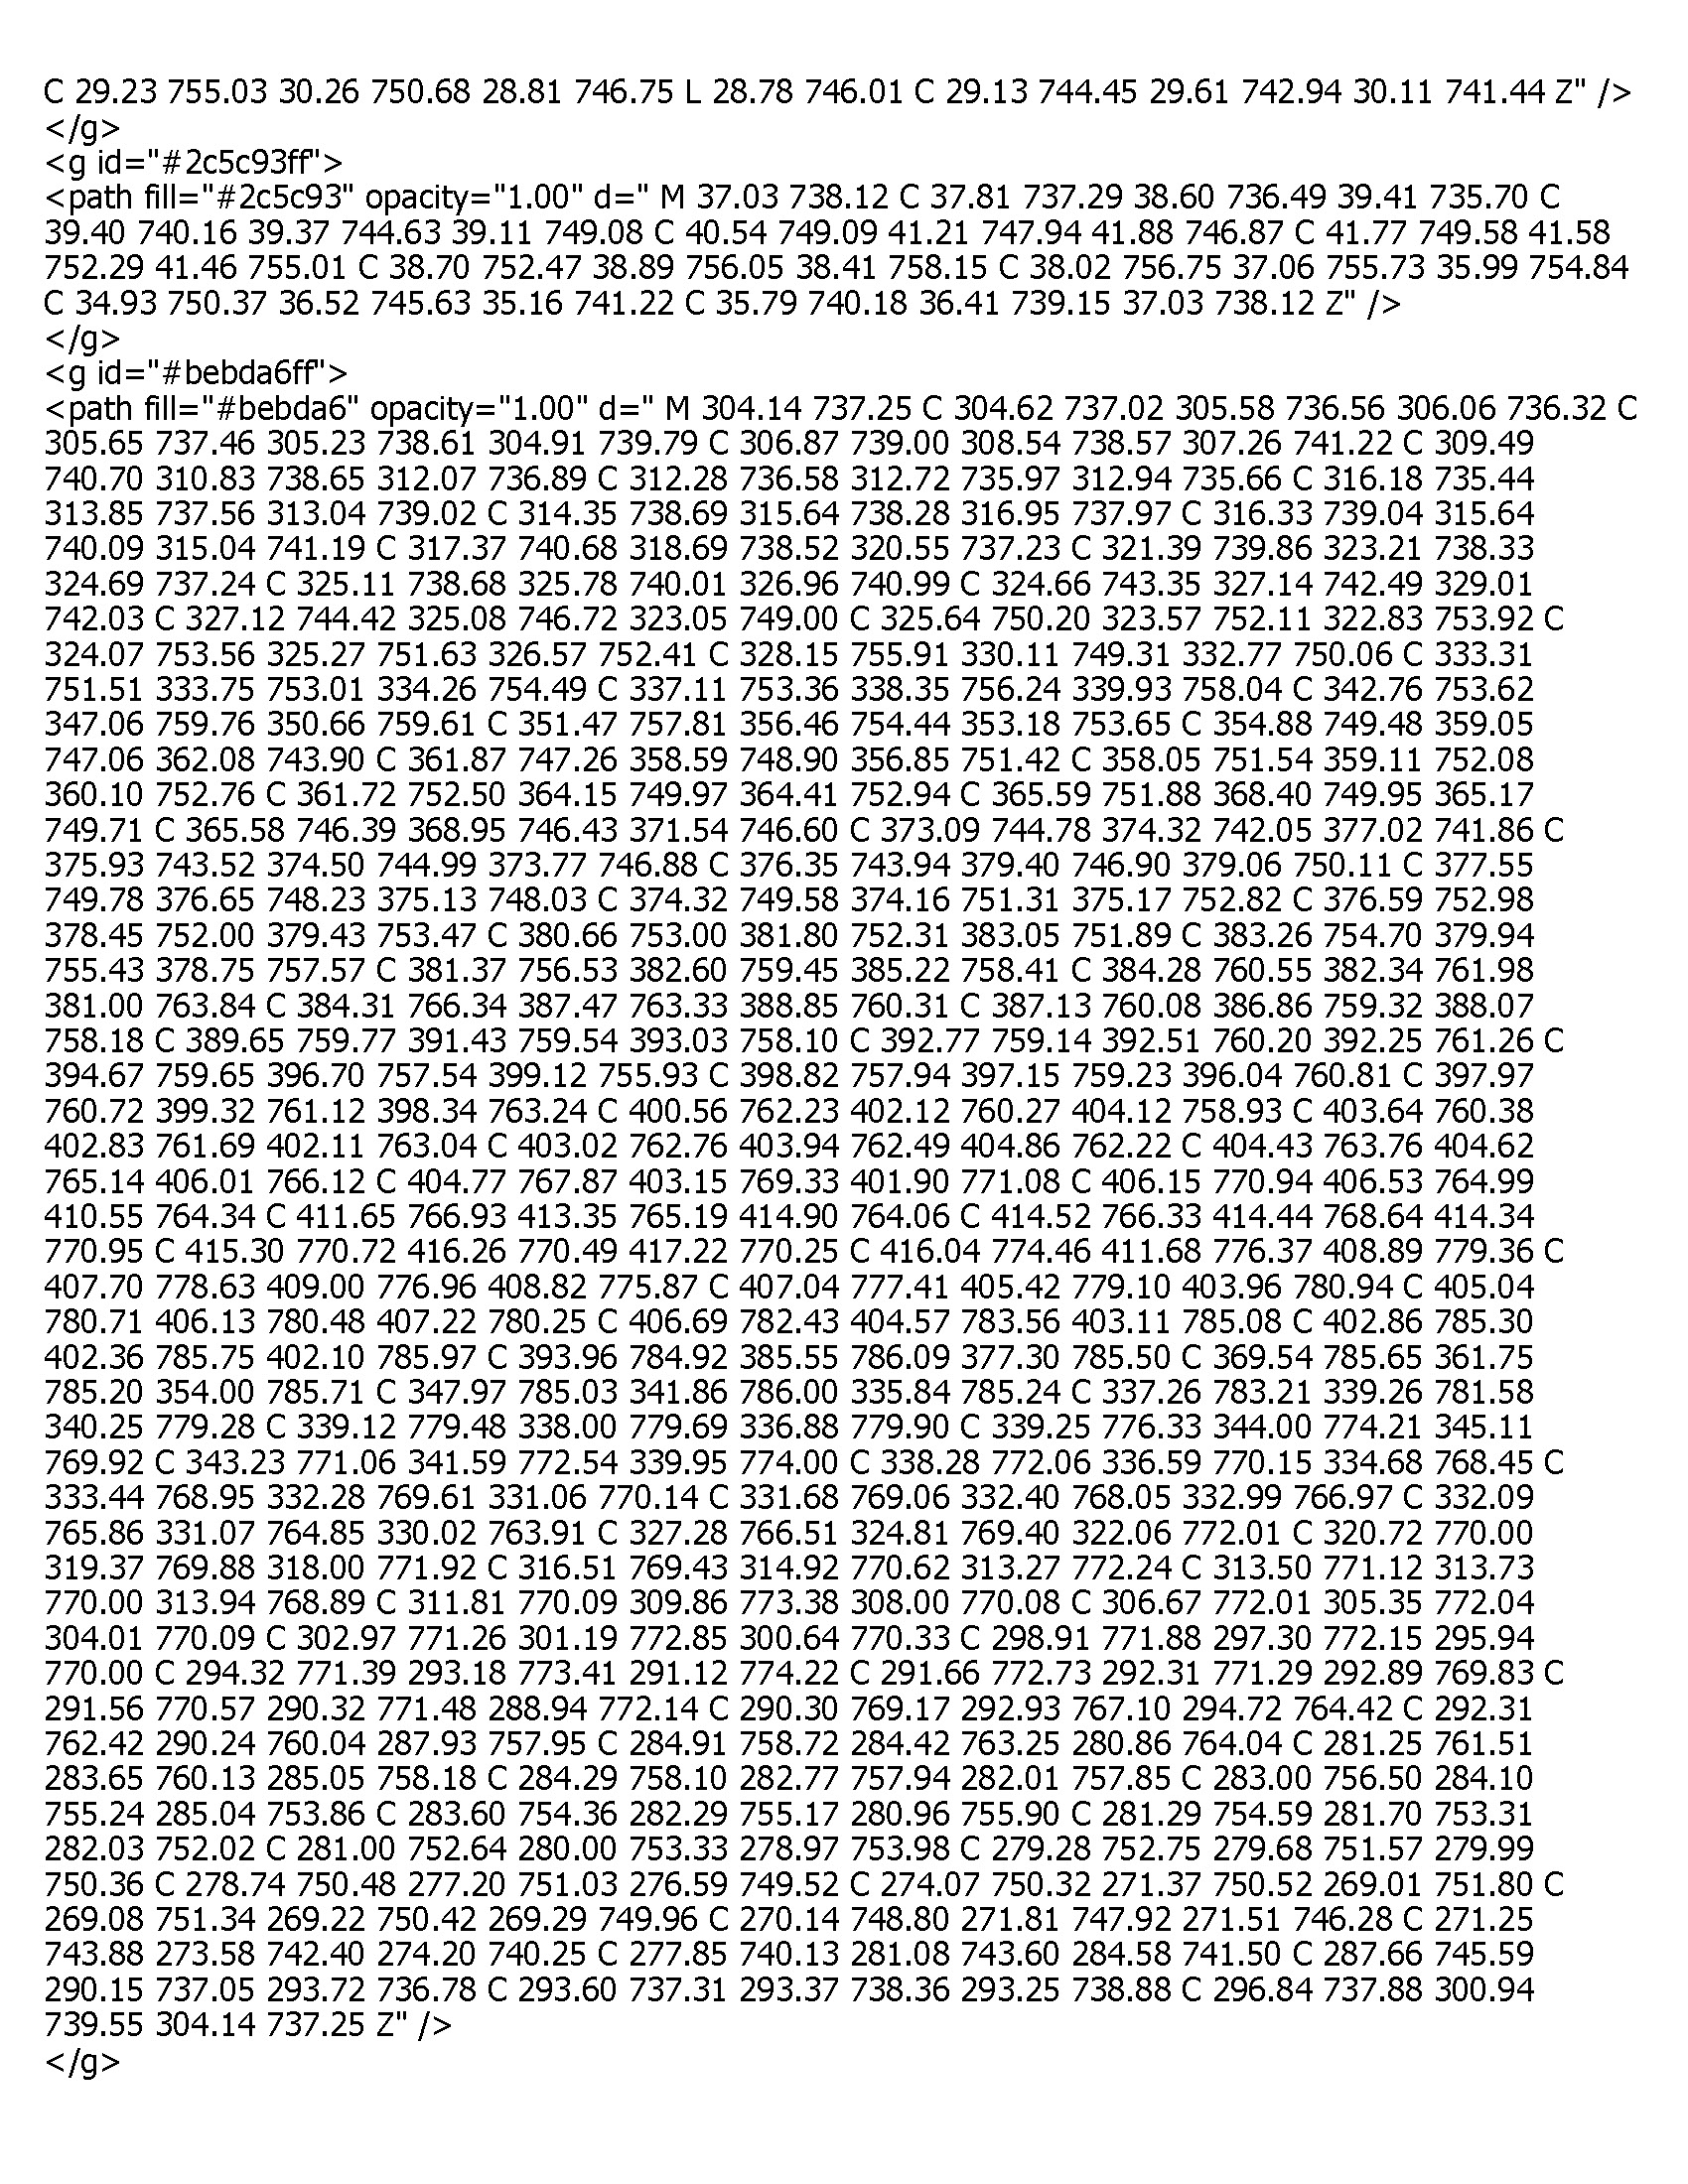 C 29.23 755.03 30.26 750.68 28.81 746.75 L 28.78 746.01 C 29.13 744.45 29.61 742.94 30.11 741.44 Z" />
</g>
<g id="#2c5c93ff">
<path fill="#2c5c93" opacity="1.00" d=" M 37.03 738.12 C 37.81 737.29 38.60 736.49 39.41 735.70 C
39.40 740.16 39.37 744.63 39.11 749.08 C 40.54 749.09 41.21 747.94 41.88 746.87 C 41.77 749.58 41.58
752.29 41.46 755.01 C 38.70 752.47 38.89 756.05 38.41 758.15 C 38.02 756.75 37.06 755.73 35.99 754.84
C 34.93 750.37 36.52 745.63 35.16 741.22 C 35.79 740.18 36.41 739.15 37.03 738.12 Z" />
</g>
<g id="#bebda6ff">
<path fill="#bebda6" opacity="1.00" d=" M 304.14 737.25 C 304.62 737.02 305.58 736.56 306.06 736.32 C
305.65 737.46 305.23 738.61 304.91 739.79 C 306.87 739.00 308.54 738.57 307.26 741.22 C 309.49
740.70 310.83 738.65 312.07 736.89 C 312.28 736.58 312.72 735.97 312.94 735.66 C 316.18 735.44
313.85 737.56 313.04 739.02 C 314.35 738.69 315.64 738.28 316.95 737.97 C 316.33 739.04 315.64
740.09 315.04 741.19 C 317.37 740.68 318.69 738.52 320.55 737.23 C 321.39 739.86 323.21 738.33
324.69 737.24 C 325.11 738.68 325.78 740.01 326.96 740.99 C 324.66 743.35 327.14 742.49 329.01
742.03 C 327.12 744.42 325.08 746.72 323.05 749.00 C 325.64 750.20 323.57 752.11 322.83 753.92 C
324.07 753.56 325.27 751.63 326.57 752.41 C 328.15 755.91 330.11 749.31 332.77 750.06 C 333.31
751.51 333.75 753.01 334.26 754.49 C 337.11 753.36 338.35 756.24 339.93 758.04 C 342.76 753.62
347.06 759.76 350.66 759.61 C 351.47 757.81 356.46 754.44 353.18 753.65 C 354.88 749.48 359.05
747.06 362.08 743.90 C 361.87 747.26 358.59 748.90 356.85 751.42 C 358.05 751.54 359.11 752.08
360.10 752.76 C 361.72 752.50 364.15 749.97 364.41 752.94 C 365.59 751.88 368.40 749.95 365.17
749.71 C 365.58 746.39 368.95 746.43 371.54 746.60 C 373.09 744.78 374.32 742.05 377.02 741.86 C
375.93 743.52 374.50 744.99 373.77 746.88 C 376.35 743.94 379.40 746.90 379.06 750.11 C 377.55
749.78 376.65 748.23 375.13 748.03 C 374.32 749.58 374.16 751.31 375.17 752.82 C 376.59 752.98
378.45 752.00 379.43 753.47 C 380.66 753.00 381.80 752.31 383.05 751.89 C 383.26 754.70 379.94
755.43 378.75 757.57 C 381.37 756.53 382.60 759.45 385.22 758.41 C 384.28 760.55 382.34 761.98
381.00 763.84 C 384.31 766.34 387.47 763.33 388.85 760.31 C 387.13 760.08 386.86 759.32 388.07
758.18 C 389.65 759.77 391.43 759.54 393.03 758.10 C 392.77 759.14 392.51 760.20 392.25 761.26 C
394.67 759.65 396.70 757.54 399.12 755.93 C 398.82 757.94 397.15 759.23 396.04 760.81 C 397.97
760.72 399.32 761.12 398.34 763.24 C 400.56 762.23 402.12 760.27 404.12 758.93 C 403.64 760.38
402.83 761.69 402.11 763.04 C 403.02 762.76 403.94 762.49 404.86 762.22 C 404.43 763.76 404.62
765.14 406.01 766.12 C 404.77 767.87 403.15 769.33 401.90 771.08 C 406.15 770.94 406.53 764.99
410.55 764.34 C 411.65 766.93 413.35 765.19 414.90 764.06 C 414.52 766.33 414.44 768.64 414.34
770.95 C 415.30 770.72 416.26 770.49 417.22 770.25 C 416.04 774.46 411.68 776.37 408.89 779.36 C
407.70 778.63 409.00 776.96 408.82 775.87 C 407.04 777.41 405.42 779.10 403.96 780.94 C 405.04
780.71 406.13 780.48 407.22 780.25 C 406.69 782.43 404.57 783.56 403.11 785.08 C 402.86 785.30
402.36 785.75 402.10 785.97 C 393.96 784.92 385.55 786.09 377.30 785.50 C 369.54 785.65 361.75
785.20 354.00 785.71 C 347.97 785.03 341.86 786.00 335.84 785.24 C 337.26 783.21 339.26 781.58
340.25 779.28 C 339.12 779.48 338.00 779.69 336.88 779.90 C 339.25 776.33 344.00 774.21 345.11
769.92 C 343.23 771.06 341.59 772.54 339.95 774.00 C 338.28 772.06 336.59 770.15 334.68 768.45 C
333.44 768.95 332.28 769.61 331.06 770.14 C 331.68 769.06 332.40 768.05 332.99 766.97 C 332.09
765.86 331.07 764.85 330.02 763.91 C 327.28 766.51 324.81 769.40 322.06 772.01 C 320.72 770.00
319.37 769.88 318.00 771.92 C 316.51 769.43 314.92 770.62 313.27 772.24 C 313.50 771.12 313.73
770.00 313.94 768.89 C 311.81 770.09 309.86 773.38 308.00 770.08 C 306.67 772.01 305.35 772.04
304.01 770.09 C 302.97 771.26 301.19 772.85 300.64 770.33 C 298.91 771.88 297.30 772.15 295.94
770.00 C 294.32 771.39 293.18 773.41 291.12 774.22 C 291.66 772.73 292.31 771.29 292.89 769.83 C
291.56 770.57 290.32 771.48 288.94 772.14 C 290.30 769.17 292.93 767.10 294.72 764.42 C 292.31
762.42 290.24 760.04 287.93 757.95 C 284.91 758.72 284.42 763.25 280.86 764.04 C 281.25 761.51
283.65 760.13 285.05 758.18 C 284.29 758.10 282.77 757.94 282.01 757.85 C 283.00 756.50 284.10
755.24 285.04 753.86 C 283.60 754.36 282.29 755.17 280.96 755.90 C 281.29 754.59 281.70 753.31
282.03 752.02 C 281.00 752.64 280.00 753.33 278.97 753.98 C 279.28 752.75 279.68 751.57 279.99
750.36 C 278.74 750.48 277.20 751.03 276.59 749.52 C 274.07 750.32 271.37 750.52 269.01 751.80 C
269.08 751.34 269.22 750.42 269.29 749.96 C 270.14 748.80 271.81 747.92 271.51 746.28 C 271.25
743.88 273.58 742.40 274.20 740.25 C 277.85 740.13 281.08 743.60 284.58 741.50 C 287.66 745.59
290.15 737.05 293.72 736.78 C 293.60 737.31 293.37 738.36 293.25 738.88 C 296.84 737.88 300.94
739.55 304.14 737.25 Z" />
</g>